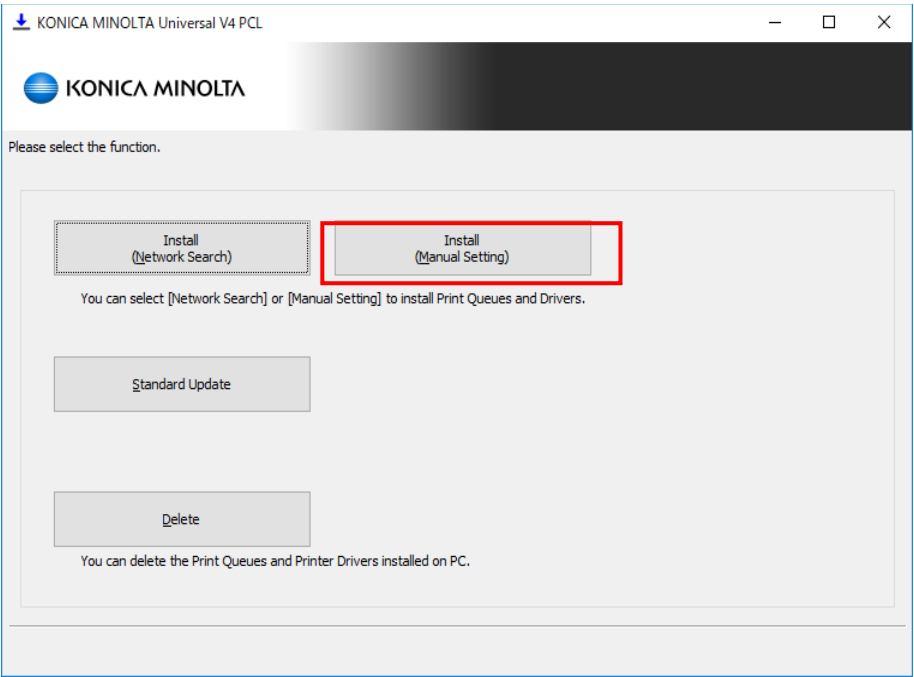 KONICA MINOLTA Universal V4 PCL
KONICA MINOLTA
Please select the function.
Install
(Network Search)
Install
(Manual Setting)
You can select [Network Search] or [Manual Setting] to install Print Queues and Drivers.
Standard Update
Delete
You can delete the Print Queues and Printer Drivers installed on PC.